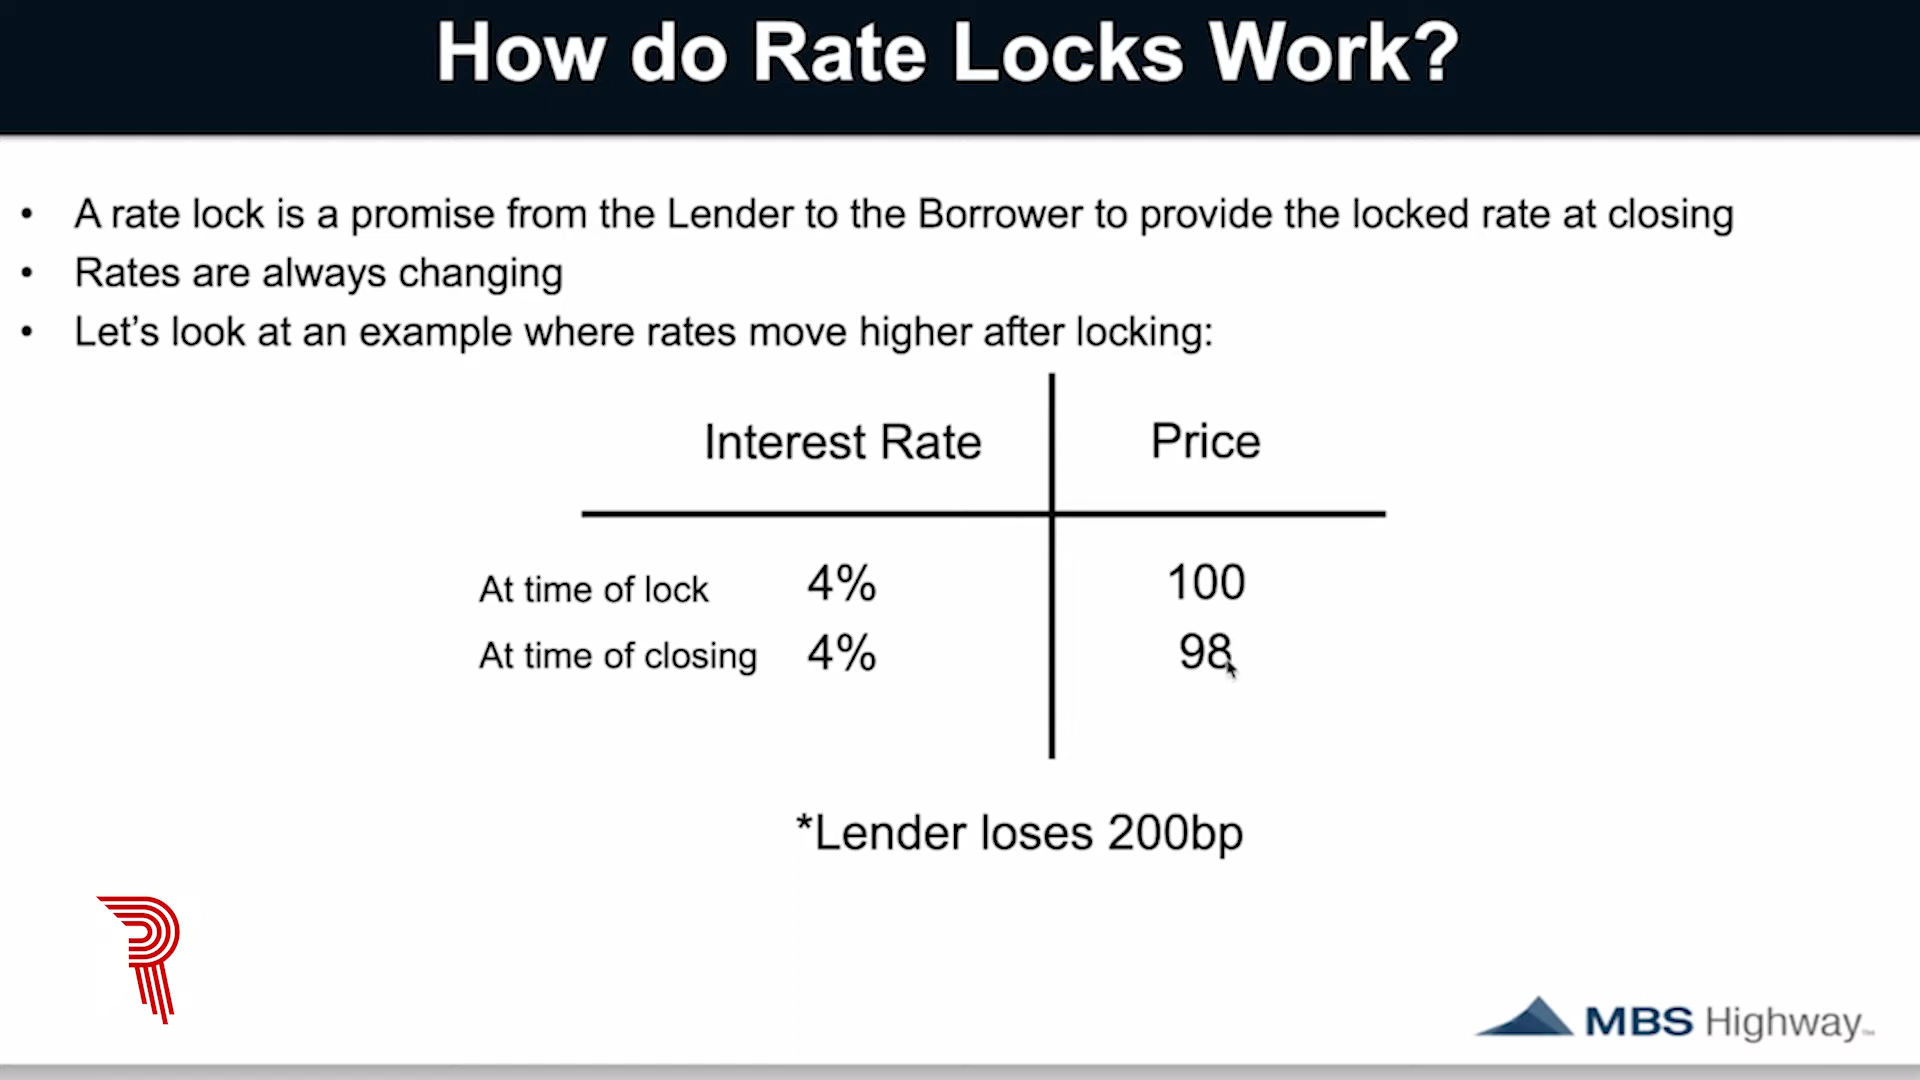 How do Rate Locks Work?
• A rate lock is a promise from the Lender to the Borrower to provide the locked rate at closing
• Rates are always changing
• Let’s look at an example where rates move higher after locking:
Interest Rate Price
At time of lock 4% 100
At time of closing 4% 98
*Lender loses 200bp
MBS Highway™